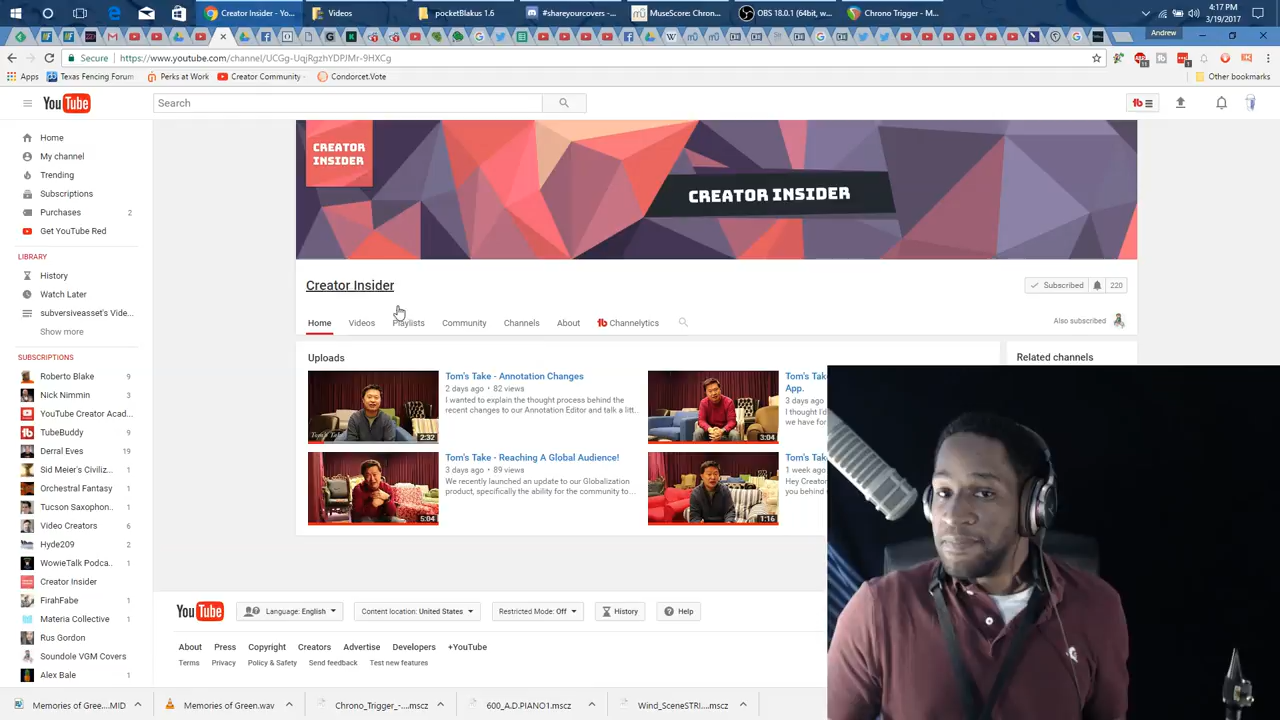 Creator Insider
Videos
pocketBlakus 1.6
#shareyourcovers ...
MuseScore: Chron...
OBS 18.0.1 (64bit, w...
Chrono Trigger - M...
4:17 PM
3/19/2017
Andrew
Secure
https://www.youtube.com/channel/UCGg-UqjRgzhYDPJMr-9HXCg
Apps
Texas Fencing Forum
Perks at Work
Creator Community
Condorcet.Vote
Other bookmarks
YouTube
Search
Home
My channel
Trending
Subscriptions
Purchases 2
Get YouTube Red
LIBRARY
History
Watch Later
subversiveasset's Vide...
Show more
SUBSCRIPTIONS
Roberto Blake 9
Nick Nimmin 3
YouTube Creator Acad...
TubeBuddy
Derral Eves 19
Sid Meier's Civiliz... 1
Orchestral Fantasy 1
Tucson Saxophon... 1
Video Creators 6
Hyde209 2
WowieTalk Podca.. 1
Creator Insider 1
FirahFabe 1
Materia Collective 1
Rus Gordon 1
Soundole VGM Covers
Alex Bale 1
CREATOR
INSIDER
CREATOR INSIDER
Creator Insider
Subscribed 220
Home Videos Playlists Community Channels About Channelytics
Also subscribed
Uploads
Related channels
Tom's Take - Annotation Changes
2 days ago • 82 views
I wanted to explain the thought process behind the
recent changes to our Annotation Editor and talk a litt...
2:32
Tom's Ta
App.
3 days ag
I thought I'd
we have for
3:04
Tom's Take - Reaching A Global Audience!
3 days ago • 89 views
We recently launched an update to our Globalization
product, specifically the ability for the community to...
5:04
Tom's Ta
1 week ag
Hey Creator
you behind
1:16
YouTube
Language: English
Content location: United States
Restricted Mode: Off
History
Help
About Press Copyright Creators Advertise Developers +YouTube
Terms Privacy Policy & Safety Send feedback Test new features
Memories of Gree....MID
Memories of Green.wav
Chrono_Trigger_-....mscz
600_A.D.PIANO1.mscz
Wind_SceneSTRI....mscz